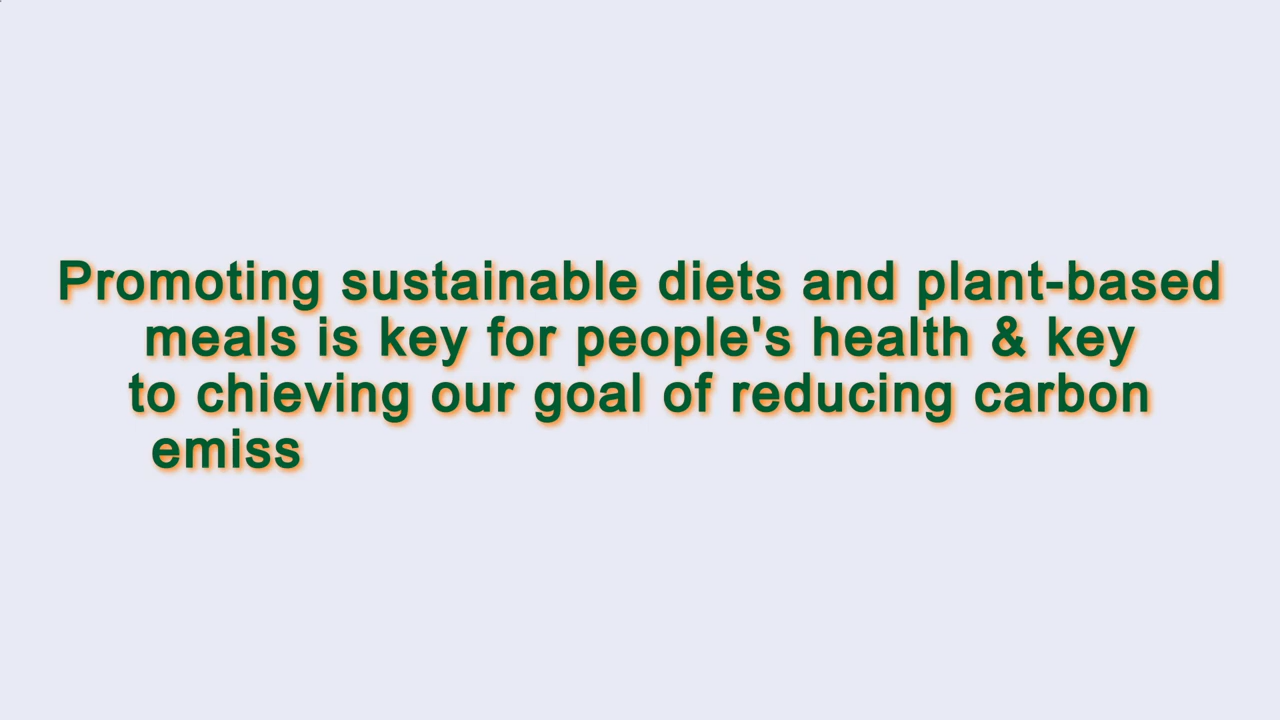 Promoting sustainable diets and plant-based
meals is key for people's health & key
to chieving our goal of reducing carbon
emiss